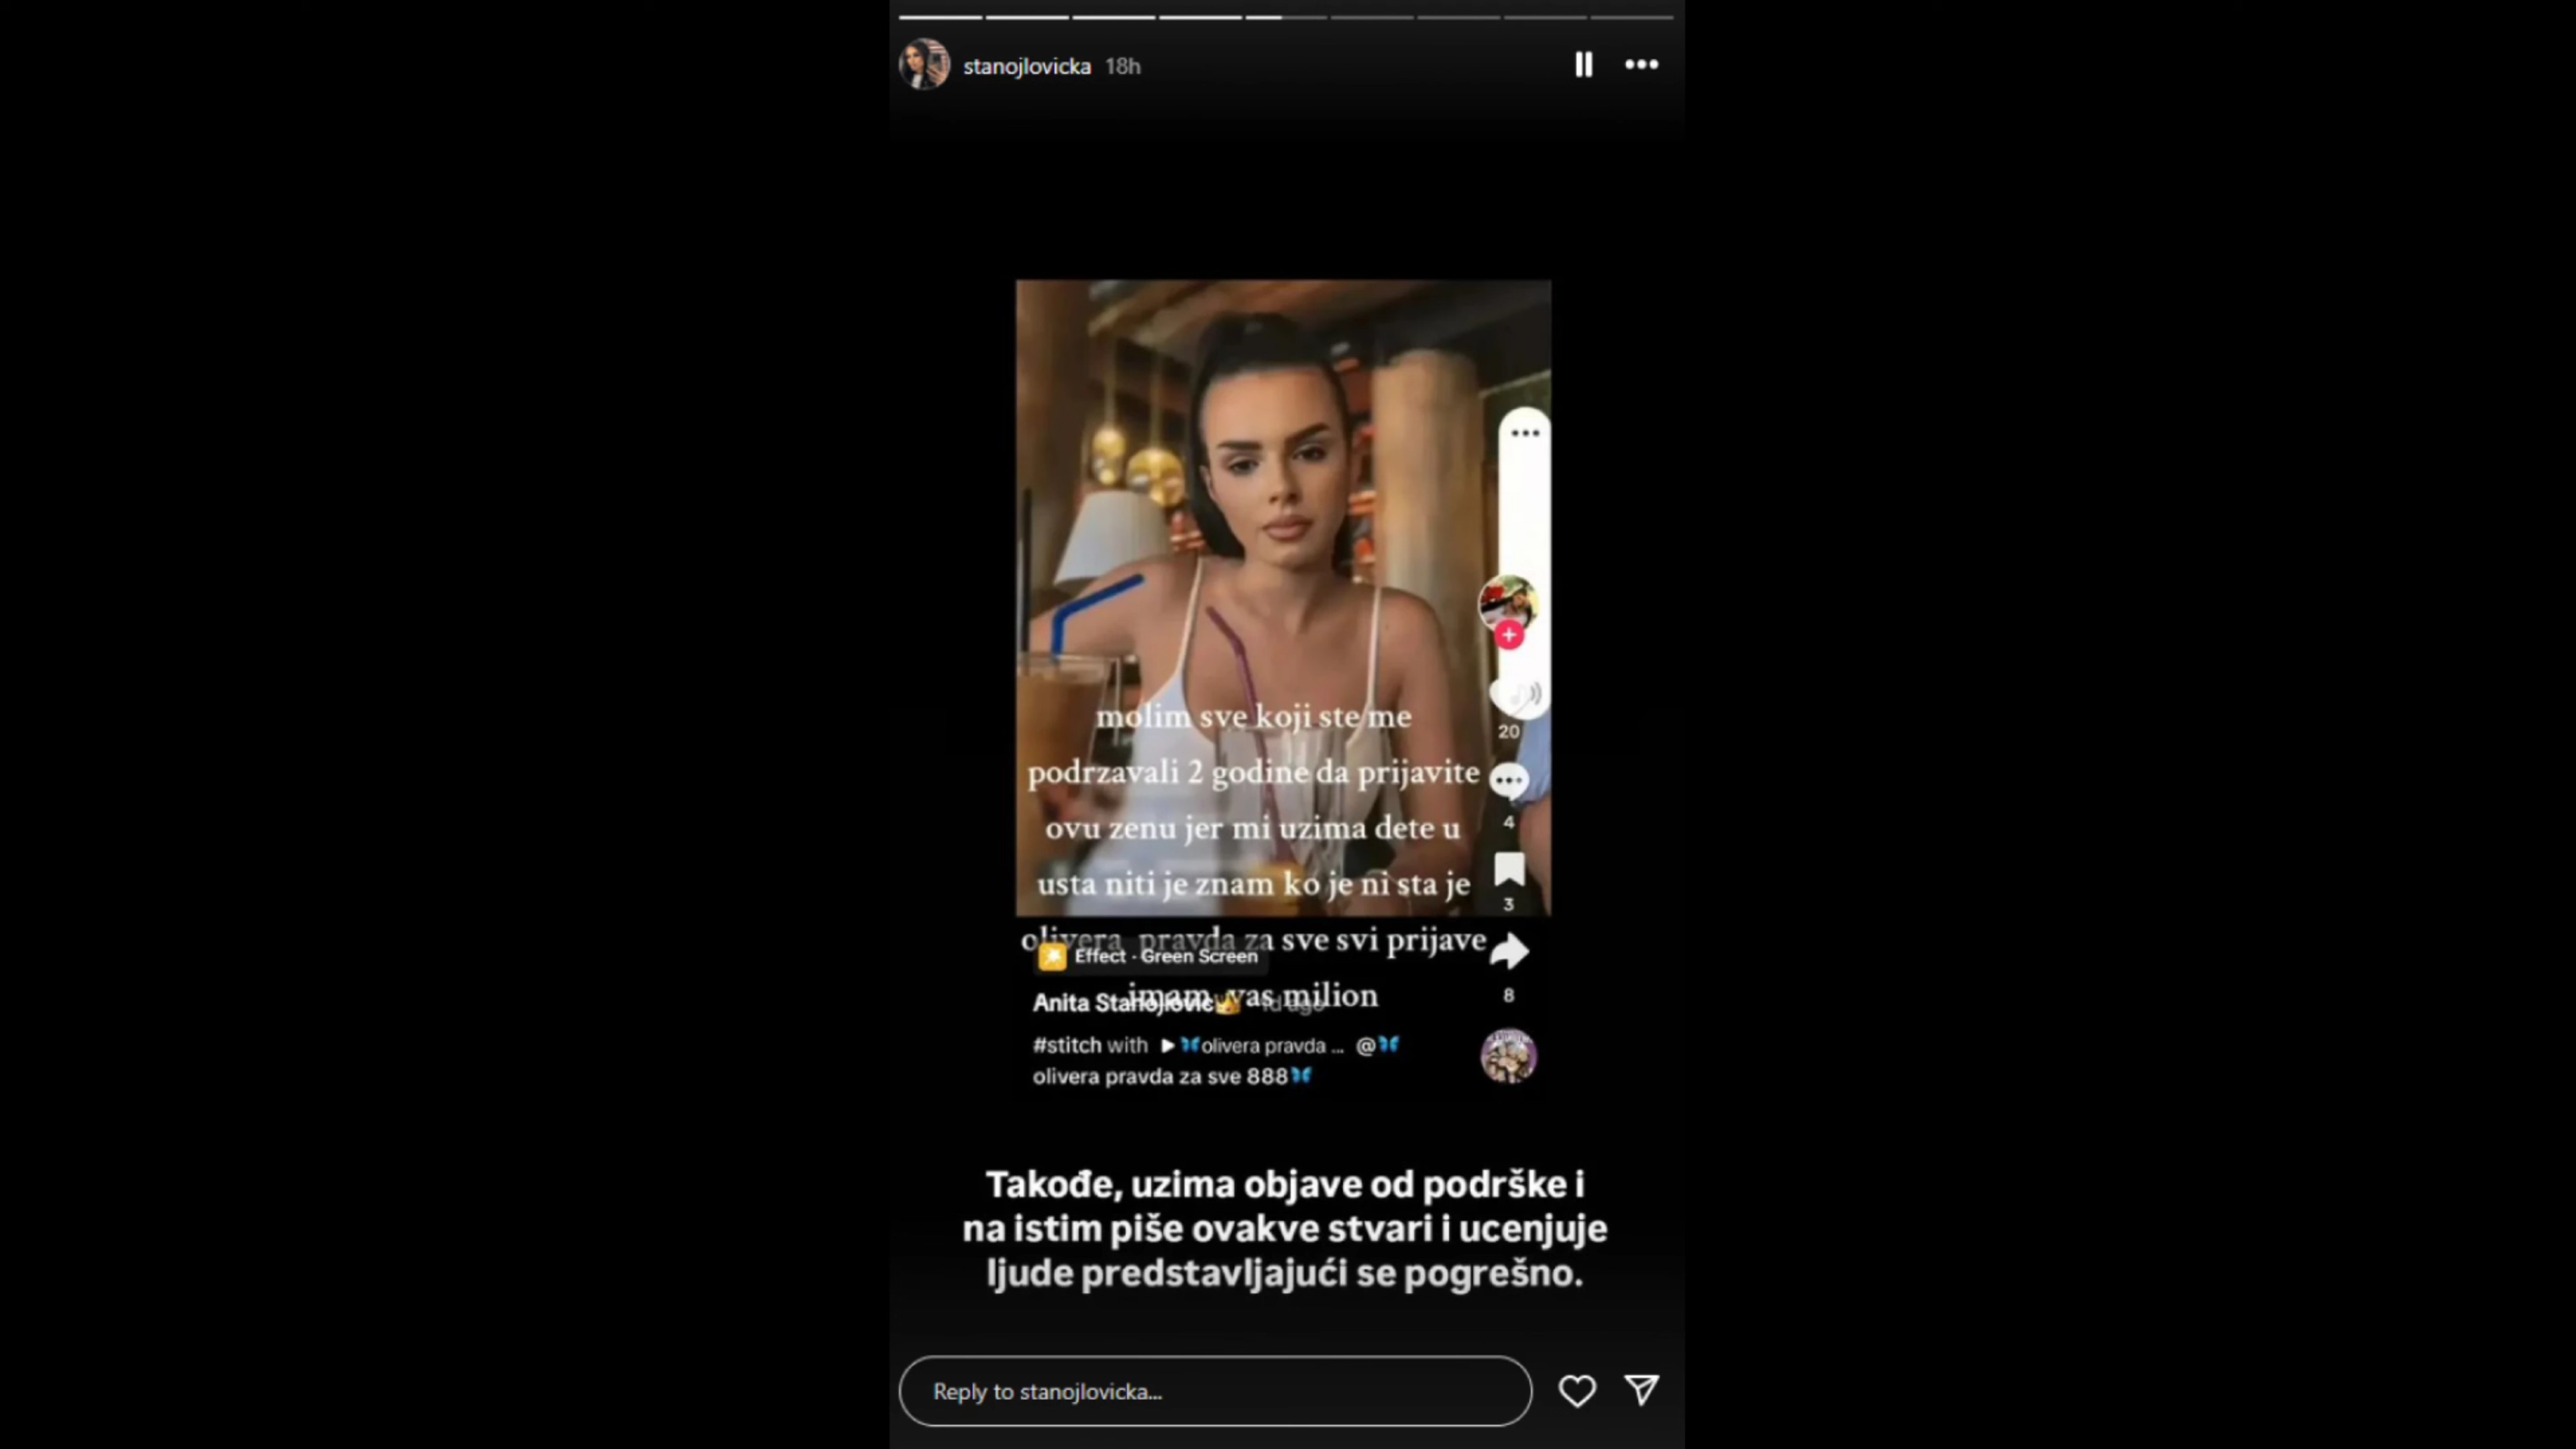 stanojlovicka 18h
molim sve koji ste me
podrzavali 2 godine da prijavite
ovu zenu jer mi uzima dete u
usta niti je znam ko je ni sta je
olivera pravda za sve svi prijave
imam vas milion
20
4
3
8
Effect · Green Screen
Anita Stanojlovic👑 1d ago
#stitch with ▶🦋olivera pravda ... @🦋
olivera pravda za sve 888🦋
Takođe, uzima objave od podrške i
na istim piše ovakve stvari i ucenjuje
ljude predstavljajući se pogrešno.
Reply to stanojlovicka...